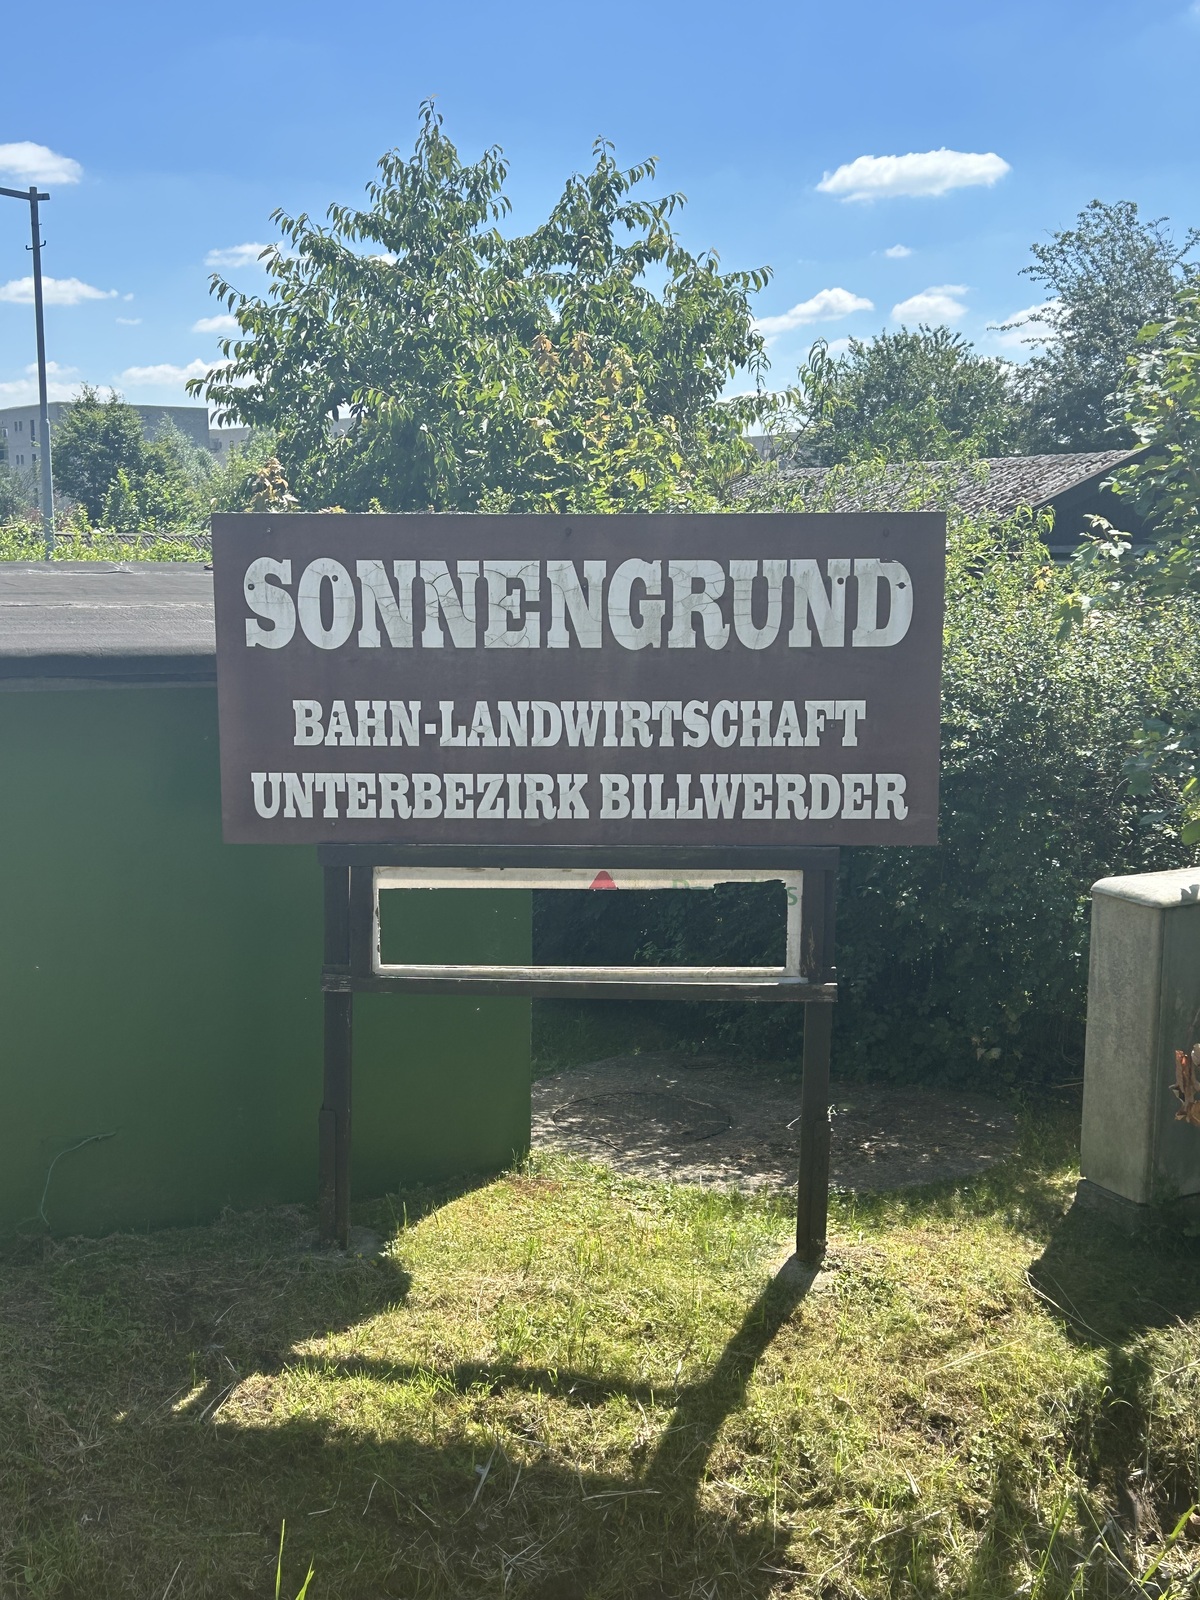 SONNENGRUND
BAHN-LANDWIRTSCHAFT
UNTERBEZIRK BILLWERDER